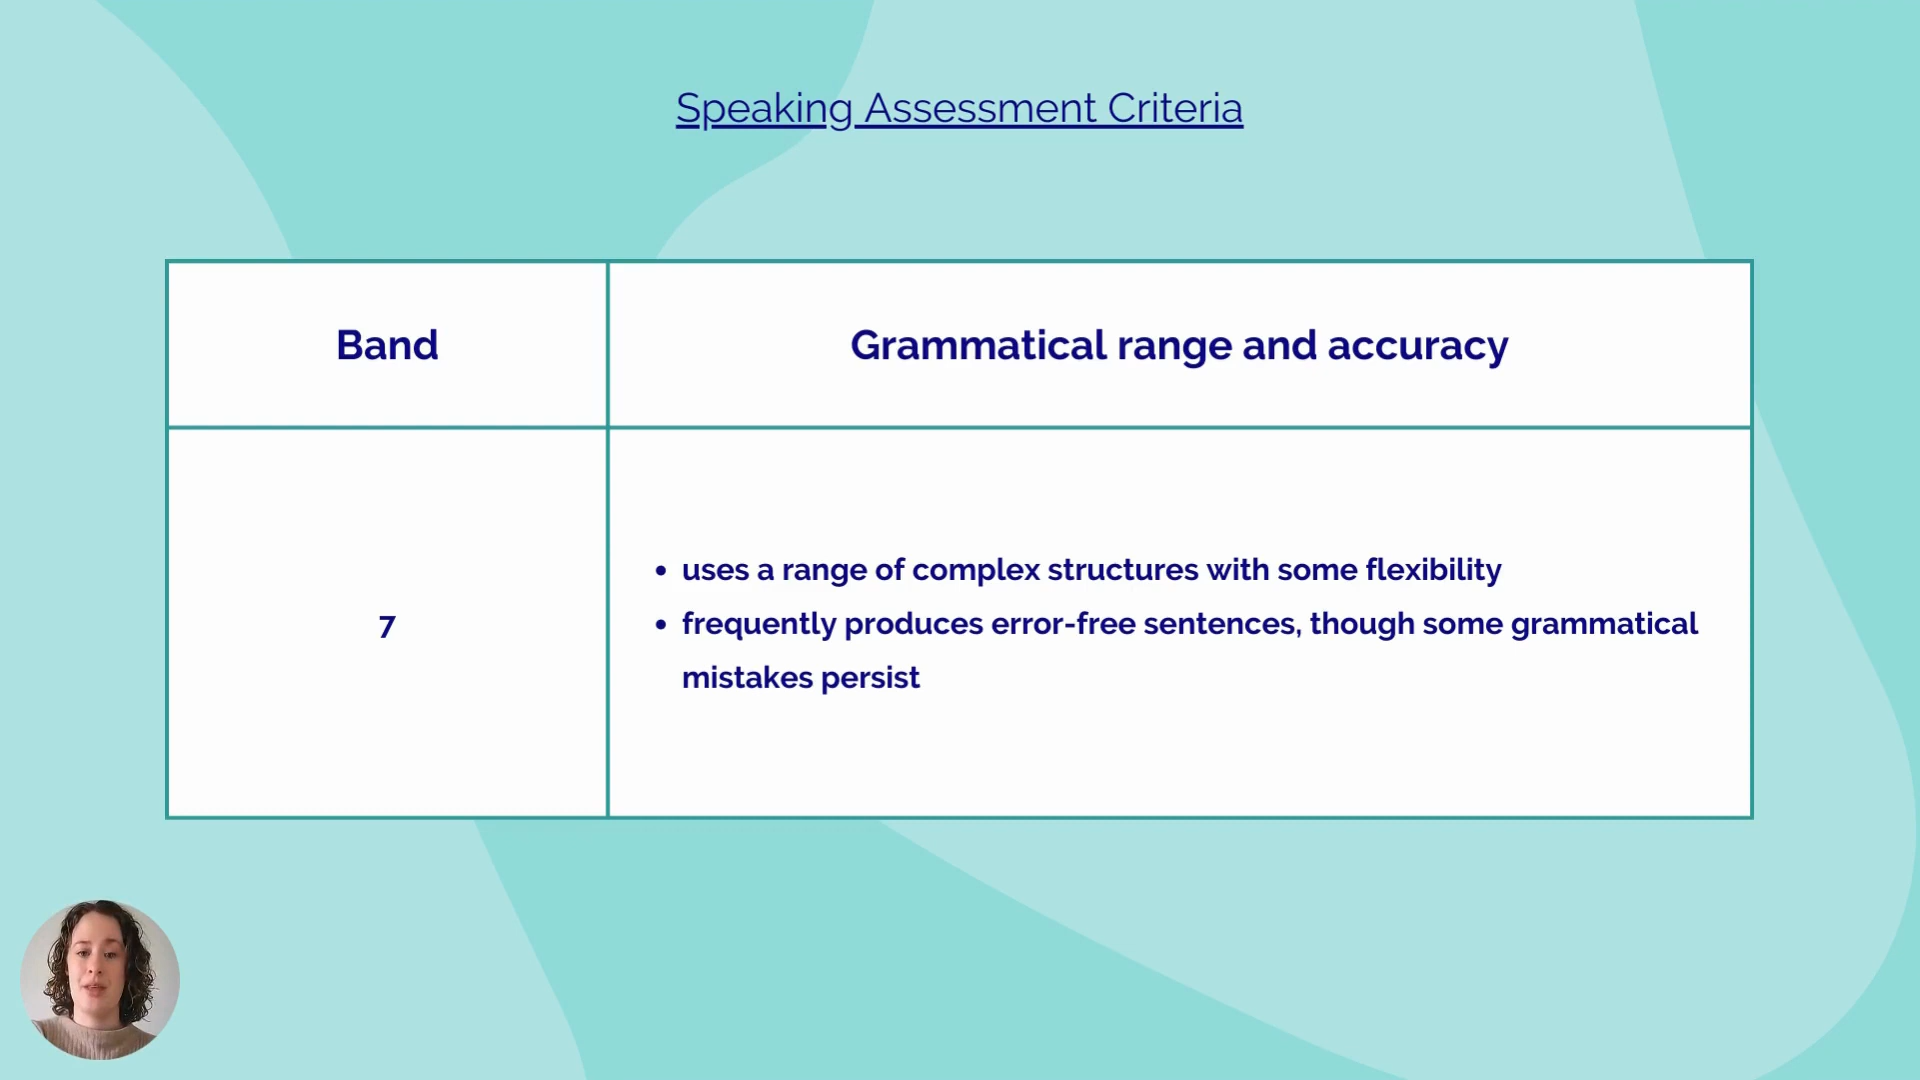 Speaking Assessment Criteria
Band
Grammatical range and accuracy
7
• uses a range of complex structures with some flexibility
• frequently produces error-free sentences, though some grammatical
mistakes persist